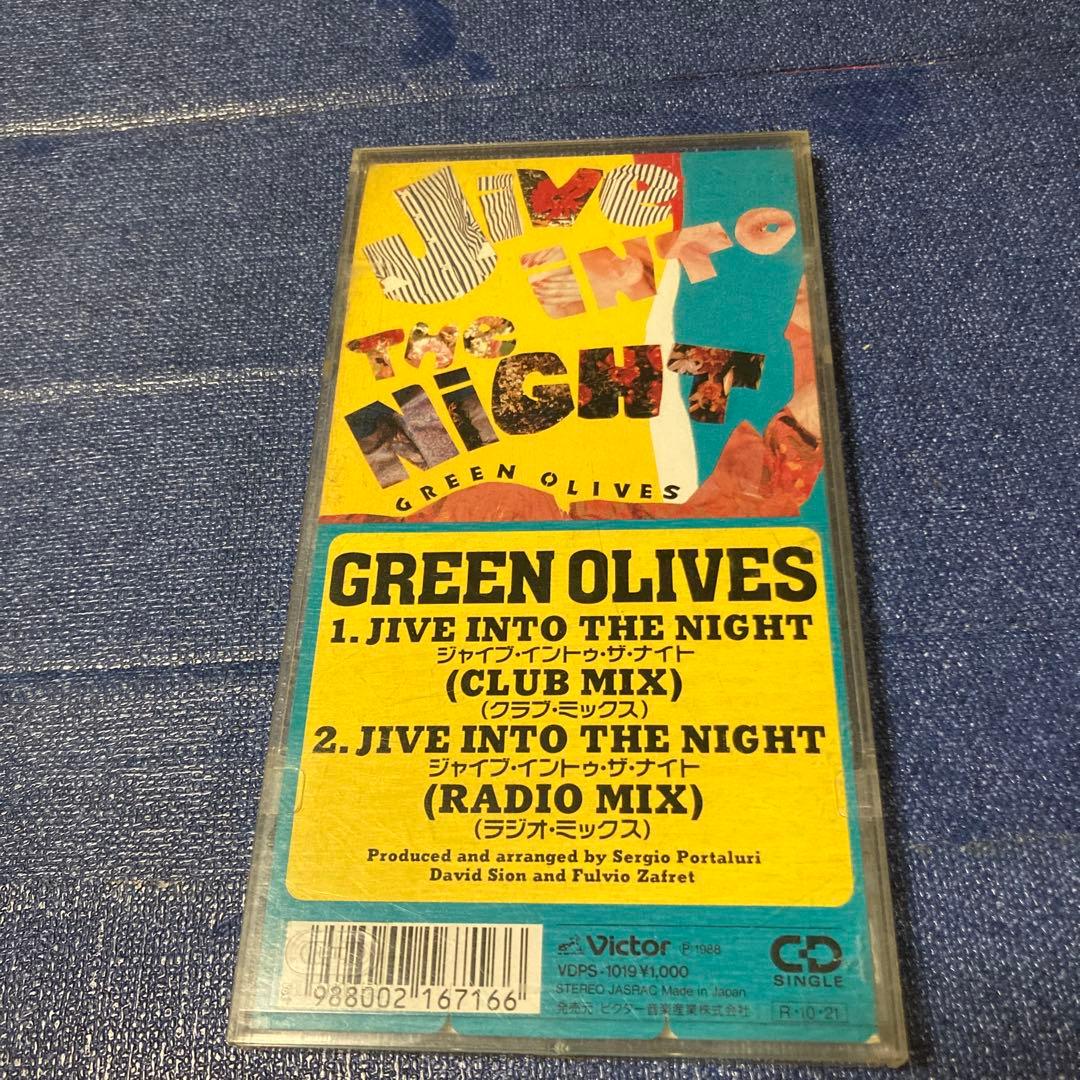 Jive
iNTO
THe
NiGHT
GREEN OLIVES
GREEN OLIVES
1. JIVE INTO THE NIGHT
ジャイブ・イントゥ・ザ・ナイト
(CLUB MIX)
(クラブ・ミックス)
2. JIVE INTO THE NIGHT
ジャイブ・イントゥ・ザ・ナイト
(RADIO MIX)
(ラジオ・ミックス)
Produced and arranged by Sergio Portaluri
David Sion and Fulvio Zafret
988002 167166
Victor Ⓟ 1988
VDPS-1019 ¥1,000
STEREO JASRAC Made in Japan
発売元 ビクター音楽産業株式会社
CD
SINGLE
R・10・21